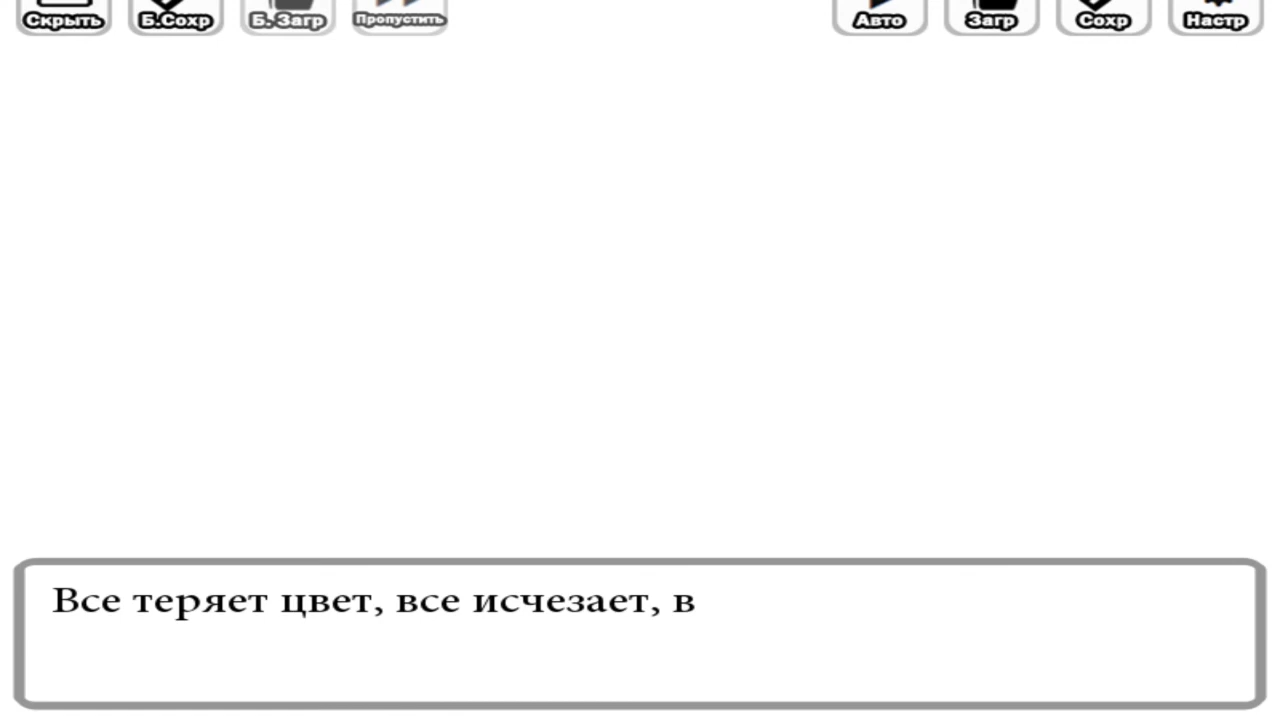 Скрыть Б.Сохр Б. Загр Пропустить Авто Загр Сохр Настр
Все теряет цвет, все исчезает, в